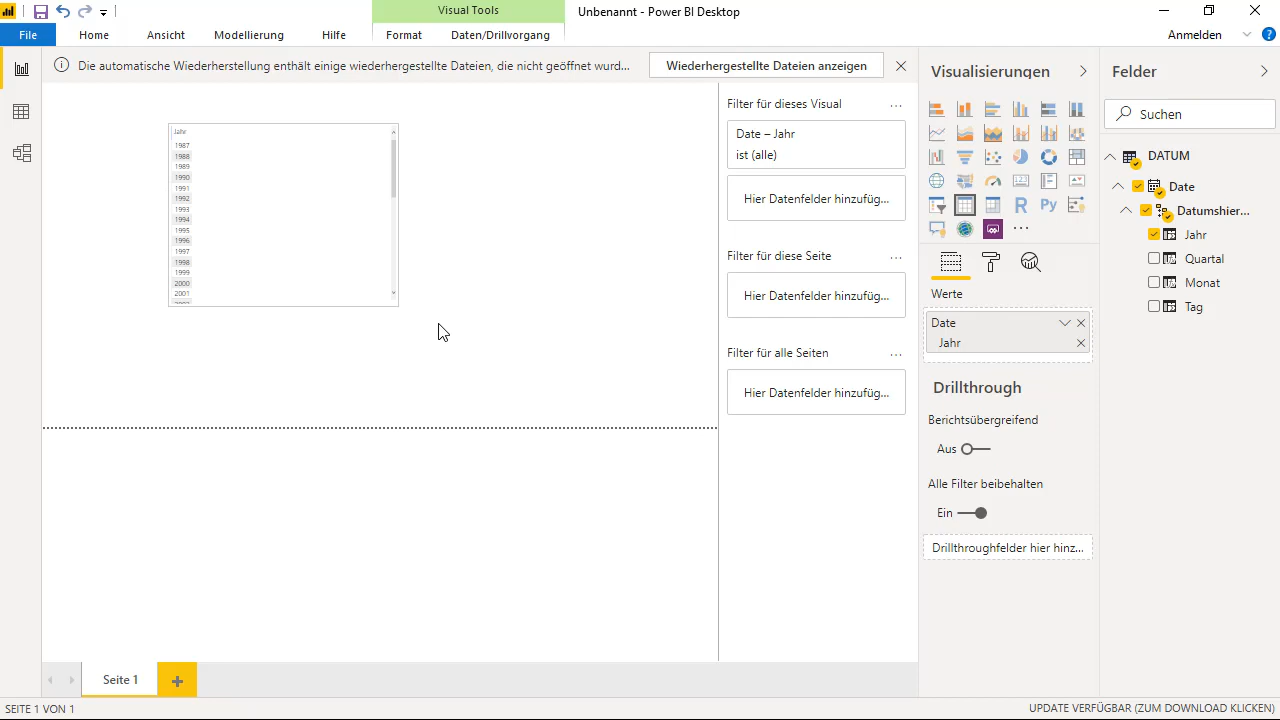 Visual Tools
Unbenannt - Power BI Desktop
File
Home
Ansicht
Modellierung
Hilfe
Format
Daten/Drillvorgang
Anmelden
Die automatische Wiederherstellung enthält einige wiederhergestellte Dateien, die nicht geöffnet wurd...
Wiederhergestellte Dateien anzeigen
Jahr
1987
1988
1989
1990
1991
1992
1993
1994
1995
1996
1997
1998
1999
2000
2001
Filter für dieses Visual
...
Date – Jahr
ist (alle)
Hier Datenfelder hinzufüg...
Filter für diese Seite
...
Hier Datenfelder hinzufüg...
Filter für alle Seiten
...
Hier Datenfelder hinzufüg...
Visualisierungen
R
Py
...
Werte
Date
Jahr
Drillthrough
Berichtsübergreifend
Aus
Alle Filter beibehalten
Ein
Drillthroughfelder hier hinz...
Felder
Suchen
DATUM
Date
Datumshier...
Jahr
Quartal
Monat
Tag
Seite 1
SEITE 1 VON 1
UPDATE VERFÜGBAR (ZUM DOWNLOAD KLICKEN)